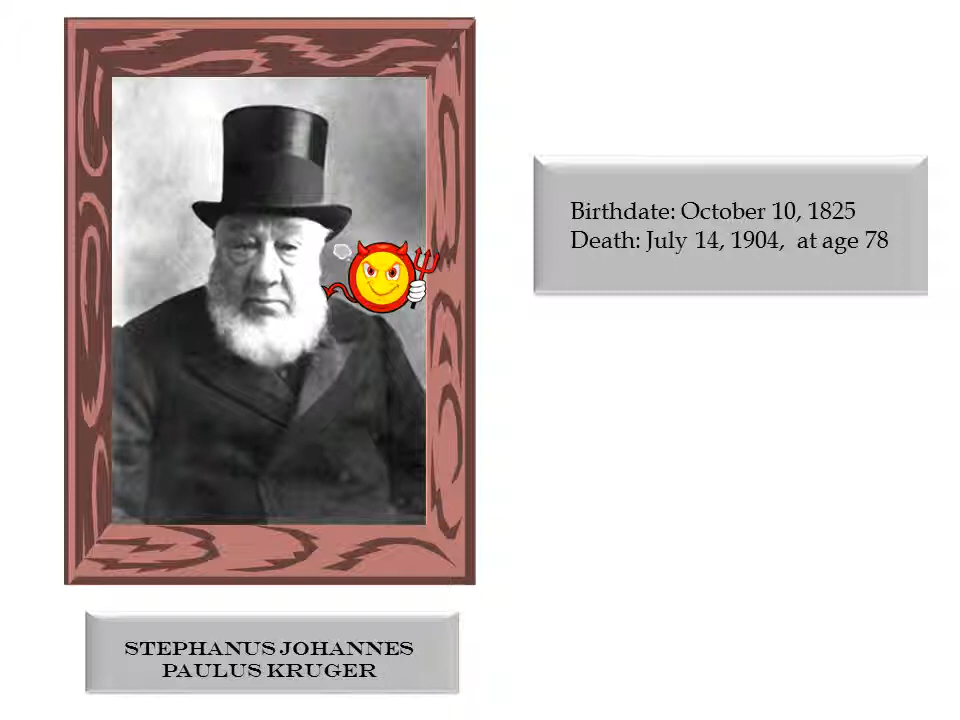 Birthdate: October 10, 1825
Death: July 14, 1904, at age 78
STEPHANUS JOHANNES
PAULUS KRUGER